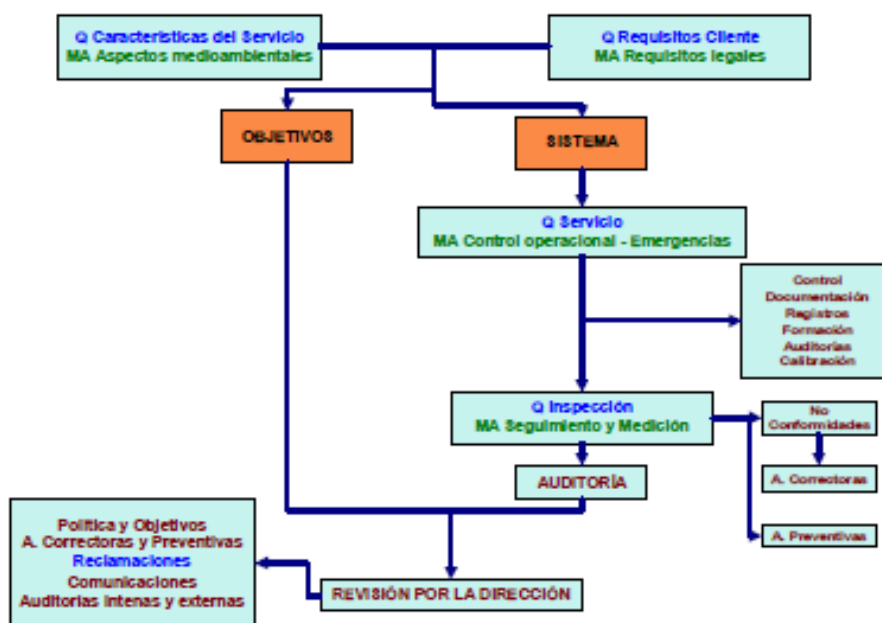 Q Características del Servicio
MA Aspectos medioambientales
Q Requisitos Cliente
MA Requisitos legales
OBJETIVOS
SISTEMA
Q Servicio
MA Control operacional - Emergencias
Control
Documentación
Registros
Formación
Auditorías
Calibración
Q Inspección
MA Seguimiento y Medición
No
Conformidades
AUDITORÍA
A. Correctoras
A. Preventivas
Política y Objetivos
A. Correctoras y Preventivas
Reclamaciones
Comunicaciones
Auditorías intenas y externas
REVISIÓN POR LA DIRECCIÓN